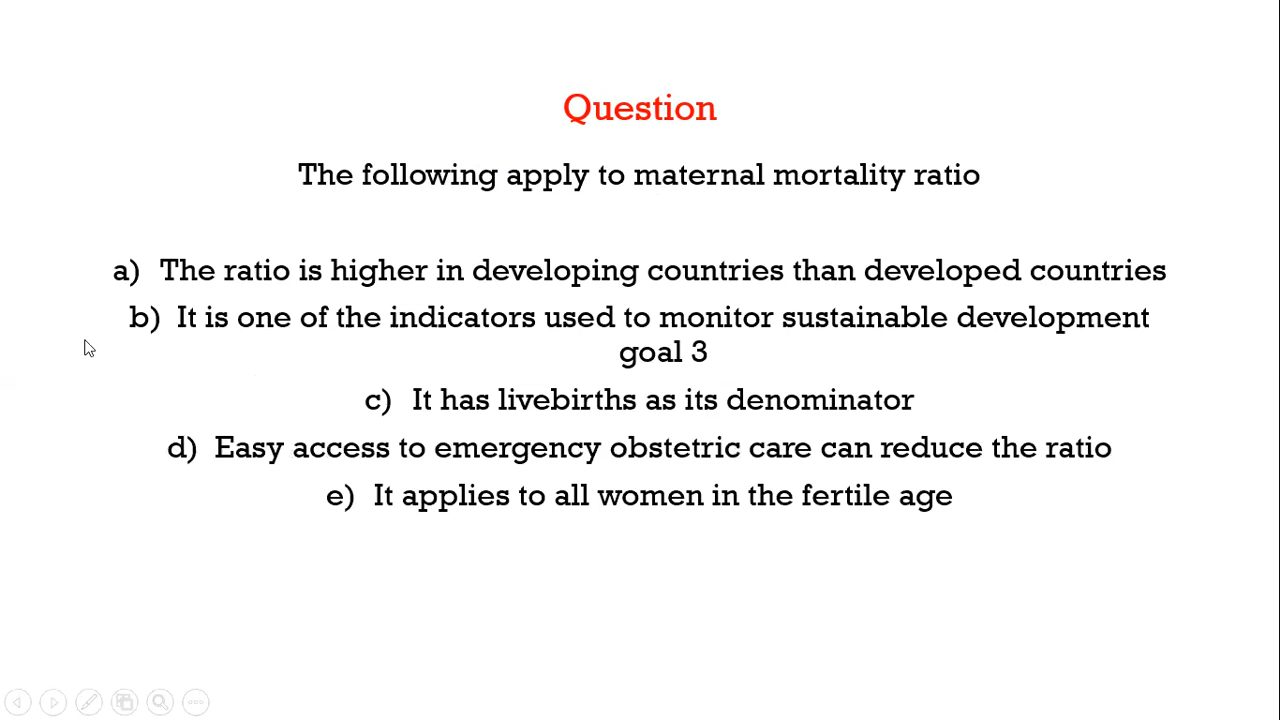 Question
The following apply to maternal mortality ratio
a) The ratio is higher in developing countries than developed countries
b) It is one of the indicators used to monitor sustainable development
goal 3
c) It has livebirths as its denominator
d) Easy access to emergency obstetric care can reduce the ratio
e) It applies to all women in the fertile age